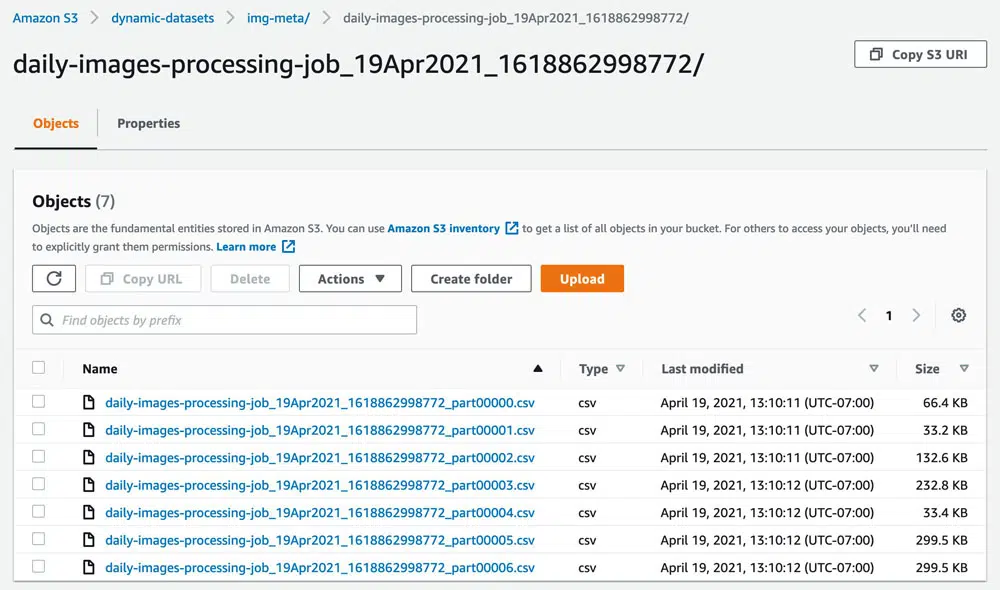 Amazon S3 > dynamic-datasets > img-meta/ > daily-images-processing-job_19Apr2021_1618862998772/
daily-images-processing-job_19Apr2021_1618862998772/
Copy S3 URI
Objects
Properties
Objects (7)
Objects are the fundamental entities stored in Amazon S3. You can use Amazon S3 inventory to get a list of all objects in your bucket. For others to access your objects, you'll need
to explicitly grant them permissions. Learn more
Copy URL Delete Actions Create folder Upload
Find objects by prefix
1
Name Type Last modified Size
daily-images-processing-job_19Apr2021_1618862998772_part00000.csv csv April 19, 2021, 13:10:11 (UTC-07:00) 66.4 KB
daily-images-processing-job_19Apr2021_1618862998772_part00001.csv csv April 19, 2021, 13:10:11 (UTC-07:00) 33.2 KB
daily-images-processing-job_19Apr2021_1618862998772_part00002.csv csv April 19, 2021, 13:10:11 (UTC-07:00) 132.6 KB
daily-images-processing-job_19Apr2021_1618862998772_part00003.csv csv April 19, 2021, 13:10:12 (UTC-07:00) 232.8 KB
daily-images-processing-job_19Apr2021_1618862998772_part00004.csv csv April 19, 2021, 13:10:12 (UTC-07:00) 33.4 KB
daily-images-processing-job_19Apr2021_1618862998772_part00005.csv csv April 19, 2021, 13:10:12 (UTC-07:00) 299.5 KB
daily-images-processing-job_19Apr2021_1618862998772_part00006.csv csv April 19, 2021, 13:10:12 (UTC-07:00) 299.5 KB